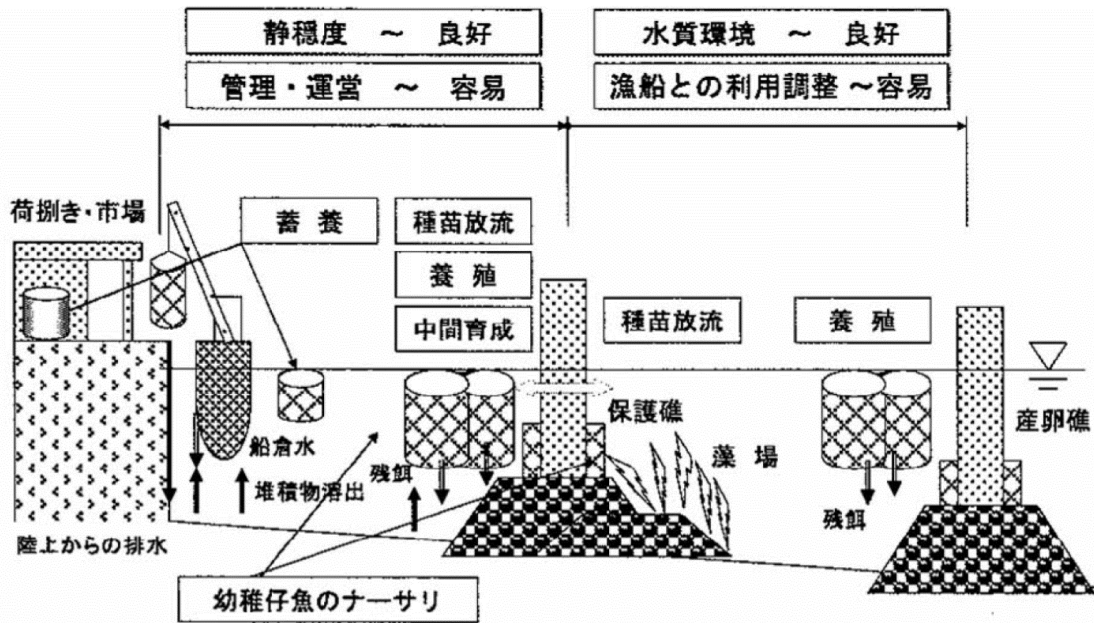 静穏度 ～ 良好
管理・運営 ～ 容易
水質環境 ～ 良好
漁船との利用調整 ～容易
荷捌き・市場
蓄 養
種苗放流
養 殖
中間育成
種苗放流
養 殖
保護礁
藻 場
産卵礁
船倉水
堆積物溶出
残餌
残餌
陸上からの排水
幼稚仔魚のナーサリ